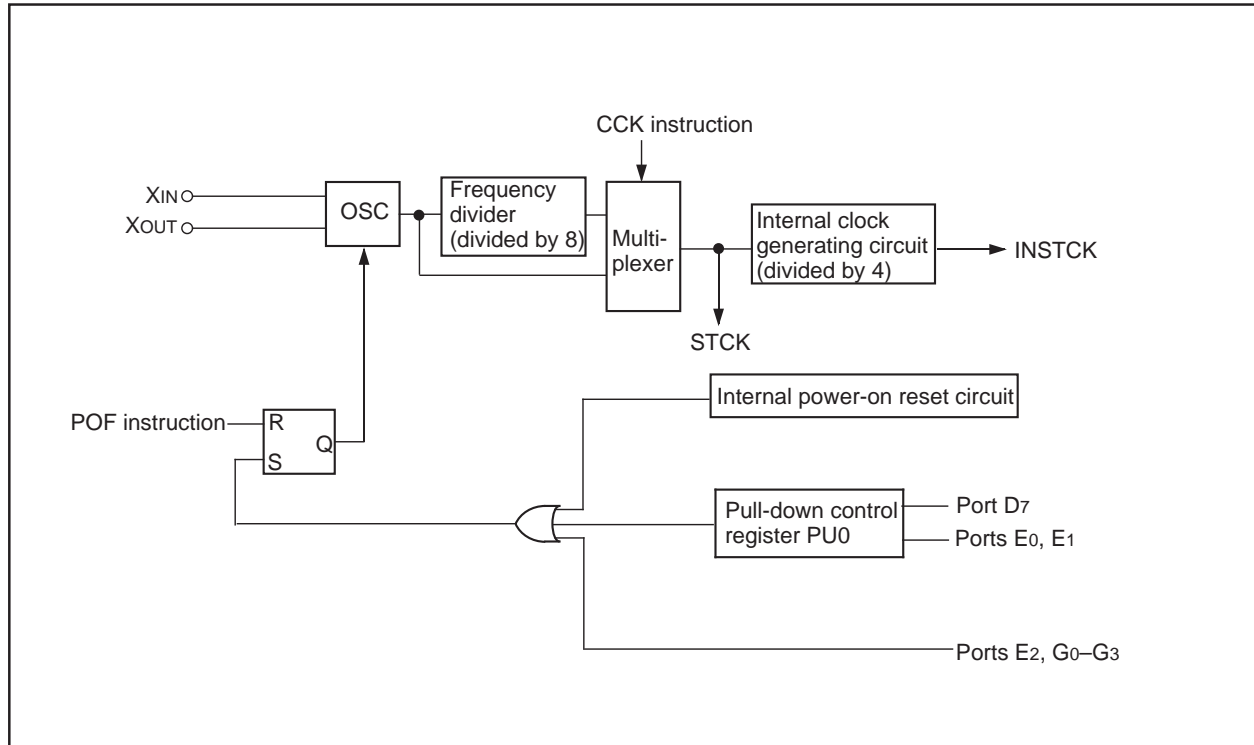 CCK instruction
XIN
XOUT
OSC
Frequency
divider
(divided by 8)
Multi-
plexer
Internal clock
generating circuit
(divided by 4)
INSTCK
STCK
Internal power-on reset circuit
POF instruction
R
S
Q
Pull-down control
register PU0
Port D7
Ports E0, E1
Ports E2, G0–G3